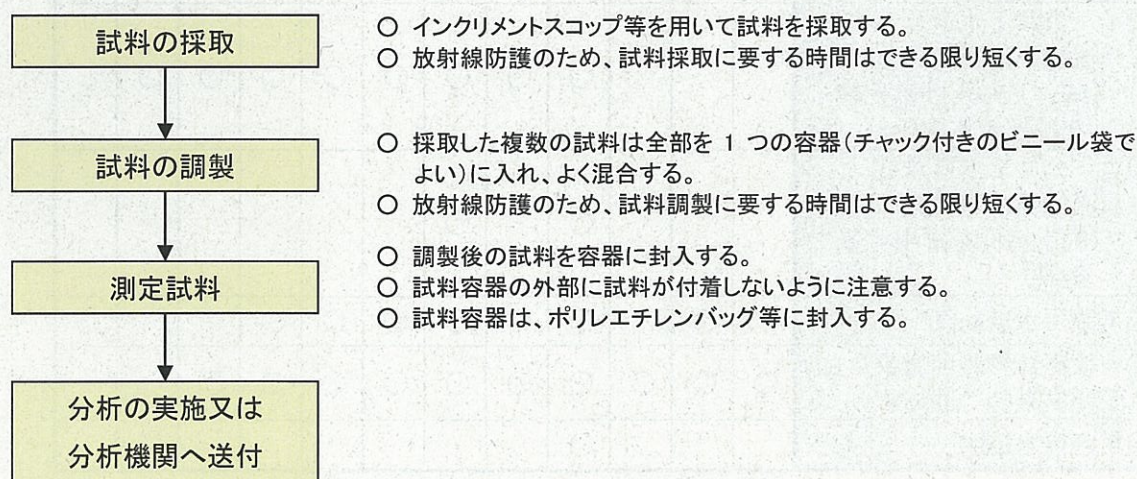 試料の採取
○ インクリメントスコップ等を用いて試料を採取する。
○ 放射線防護のため、試料採取に要する時間はできる限り短くする。
試料の調製
○ 採取した複数の試料は全部を 1 つの容器(チャック付きのビニール袋で
よい)に入れ、よく混合する。
○ 放射線防護のため、試料調製に要する時間はできる限り短くする。
測定試料
○ 調製後の試料を容器に封入する。
○ 試料容器の外部に試料が付着しないように注意する。
○ 試料容器は、ポリレエチレンバッグ等に封入する。
分析の実施又は
分析機関へ送付